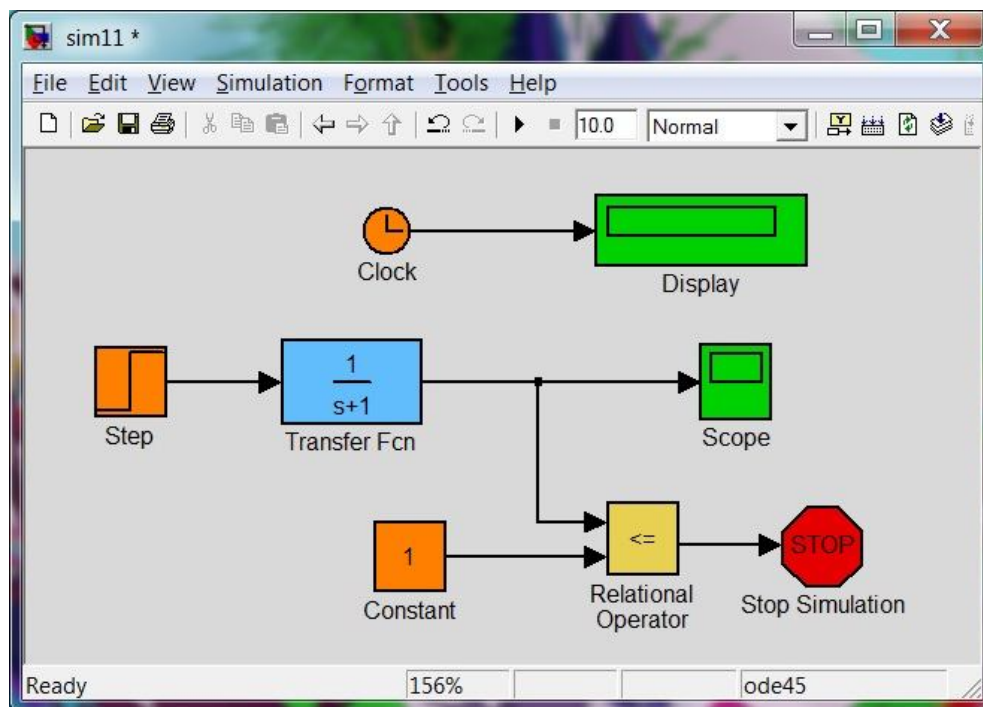 sim11 *
File Edit View Simulation Format Tools Help
10.0 Normal
Clock
Display
1
s+1
Step
Transfer Fcn
Scope
1
<=
STOP
Constant
Relational
Operator
Stop Simulation
Ready 156% ode45